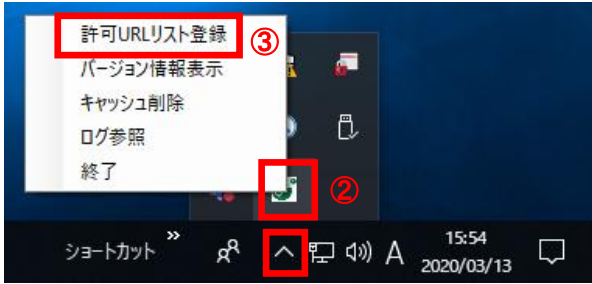 許可URLリスト登録
③
バージョン情報表示
キャッシュ削除
ログ参照
終了
②
ショートカット
»
A
15:54
2020/03/13